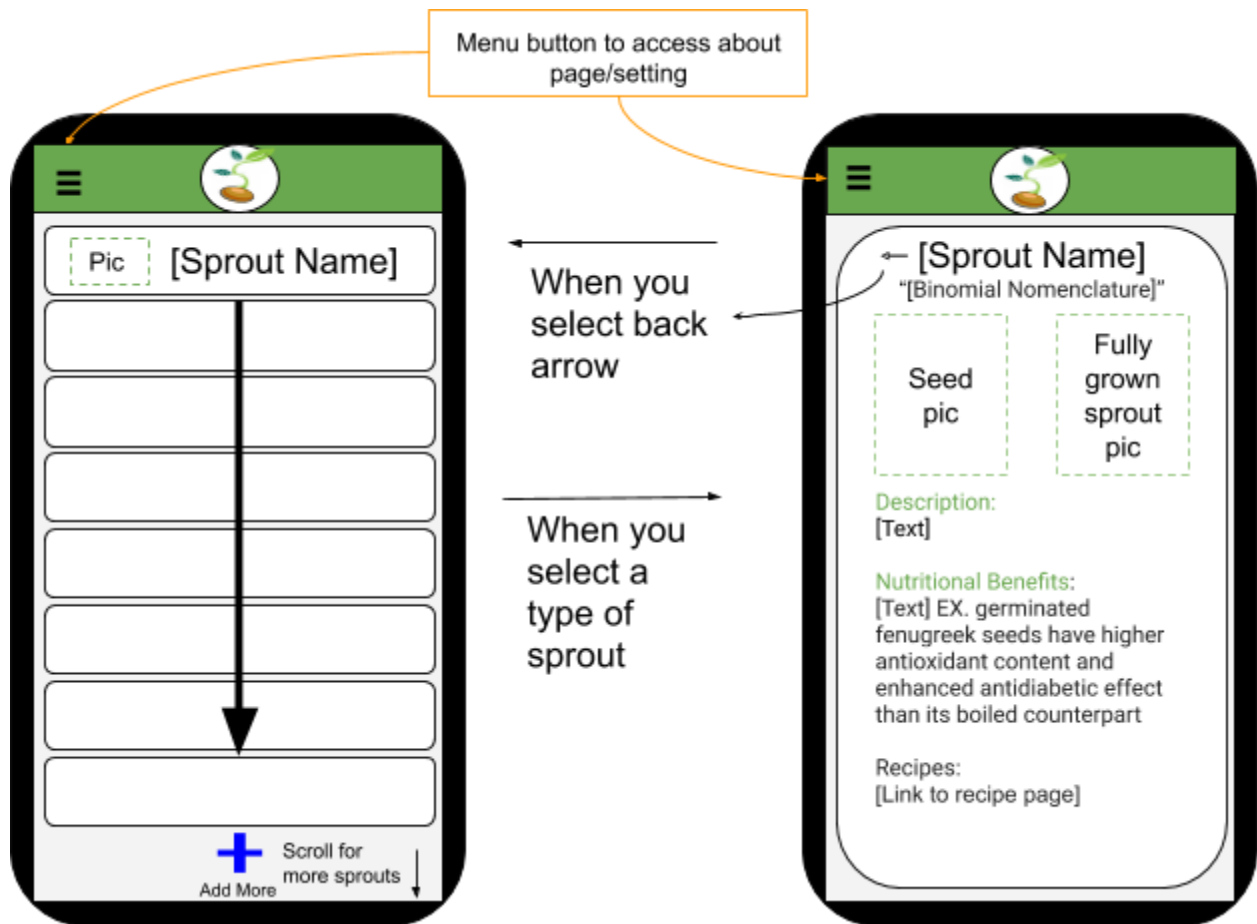 Menu button to access about
page/setting
Pic
[Sprout Name]
Add More
Scroll for
more sprouts
When you
select back
arrow
When you
select a
type of
sprout
[Sprout Name]
“[Binomial Nomenclature]”
Seed
pic
Fully
grown
sprout
pic
Description:
[Text]
Nutritional Benefits:
[Text] EX. germinated
fenugreek seeds have higher
antioxidant content and
enhanced antidiabetic effect
than its boiled counterpart
Recipes:
[Link to recipe page]